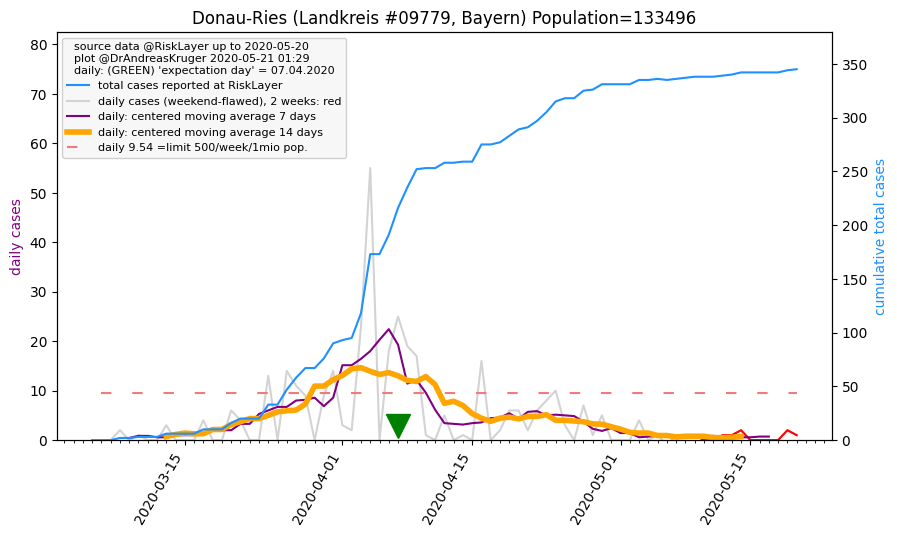 Donau-Ries (Landkreis #09779, Bayern) Population=133496
source data @RiskLayer up to 2020-05-20
plot @DrAndreasKruger 2020-05-21 01:29
daily: (GREEN) 'expectation day' = 07.04.2020
total cases reported at RiskLayer
daily cases (weekend-flawed), 2 weeks: red
daily: centered moving average 7 days
daily: centered moving average 14 days
daily 9.54 =limit 500/week/1mio pop.
daily cases
80
70
60
50
40
30
20
10
0
cumulative total cases
350
300
250
200
150
100
50
0
2020-03-15
2020-04-01
2020-04-15
2020-05-01
2020-05-15